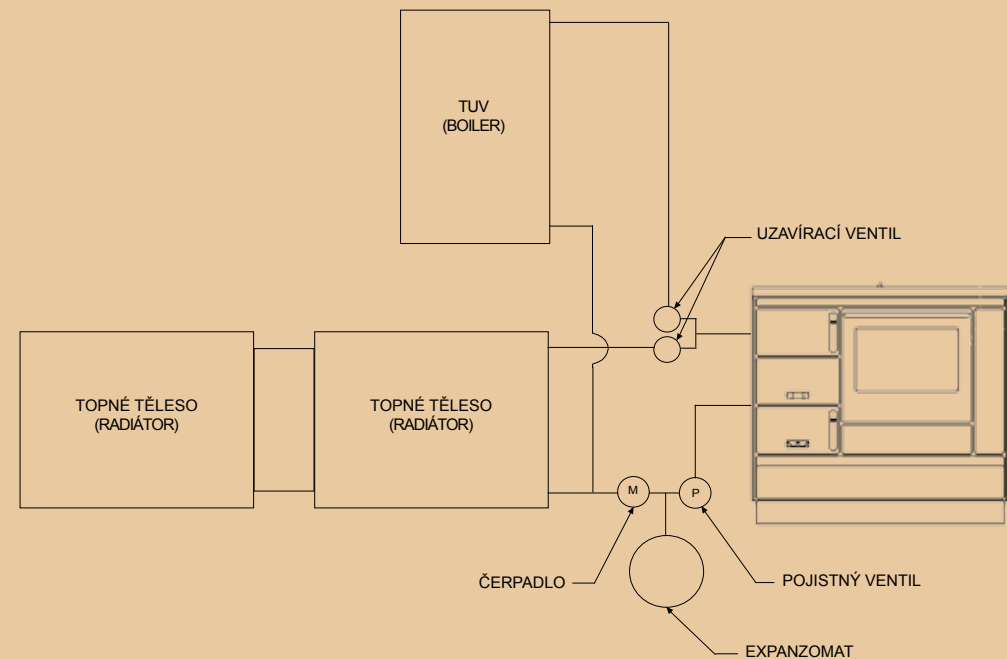 TUV
(BOILER)
UZAVÍRACÍ VENTIL
TOPNÉ TĚLESO
(RADIÁTOR)
TOPNÉ TĚLESO
(RADIÁTOR)
M
P
ČERPADLO
POJISTNÝ VENTIL
EXPANZOMAT